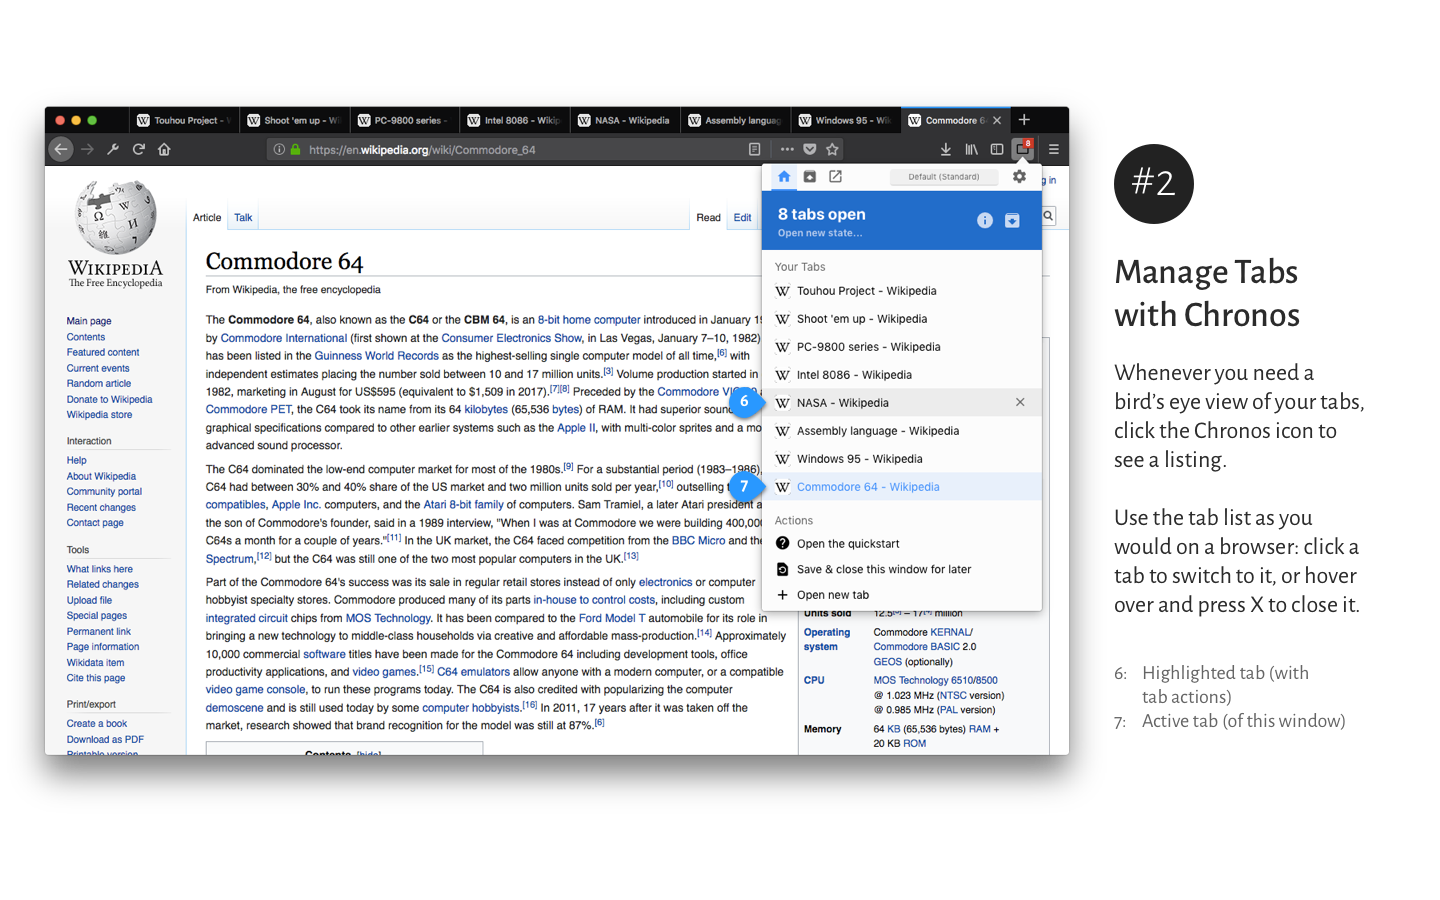 Touhou Project - W
Shoot 'em up - Wi
PC-9800 series -
Intel 8086 - Wikip
NASA - Wikipedia
Assembly languag
Windows 95 - Wik
Commodore 6
https://en.wikipedia.org/wiki/Commodore_64
8
Default (Standard)
8 tabs open
Open new state...
Your Tabs
Touhou Project - Wikipedia
Shoot 'em up - Wikipedia
PC-9800 series - Wikipedia
Intel 8086 - Wikipedia
6
NASA - Wikipedia
Assembly language - Wikipedia
Windows 95 - Wikipedia
7
Commodore 64 - Wikipedia
Actions
Open the quickstart
Save & close this window for later
Open new tab
g in
WIKIPEDIA
The Free Encyclopedia
Main page
Contents
Featured content
Current events
Random article
Donate to Wikipedia
Wikipedia store
Interaction
Help
About Wikipedia
Community portal
Recent changes
Contact page
Tools
What links here
Related changes
Upload file
Special pages
Permanent link
Page information
Wikidata item
Cite this page
Print/export
Create a book
Download as PDF
Printable version
Article
Talk
Read
Edit
Commodore 64
From Wikipedia, the free encyclopedia
The Commodore 64, also known as the C64 or the CBM 64, is an 8-bit home computer introduced in January 19
by Commodore International (first shown at the Consumer Electronics Show, in Las Vegas, January 7–10, 1982)
has been listed in the Guinness World Records as the highest-selling single computer model of all time,[6] with
independent estimates placing the number sold between 10 and 17 million units.[3] Volume production started in
1982, marketing in August for US$595 (equivalent to $1,509 in 2017).[7][8] Preceded by the Commodore VI
Commodore PET, the C64 took its name from its 64 kilobytes (65,536 bytes) of RAM. It had superior soun
graphical specifications compared to other earlier systems such as the Apple II, with multi-color sprites and a mo
advanced sound processor.
The C64 dominated the low-end computer market for most of the 1980s.[9] For a substantial period (1983–1986),
C64 had between 30% and 40% share of the US market and two million units sold per year,[10] outselling
compatibles, Apple Inc. computers, and the Atari 8-bit family of computers. Sam Tramiel, a later Atari president a
the son of Commodore's founder, said in a 1989 interview, "When I was at Commodore we were building 400,00
C64s a month for a couple of years."[11] In the UK market, the C64 faced competition from the BBC Micro and the
Spectrum,[12] but the C64 was still one of the two most popular computers in the UK.[13]
Part of the Commodore 64's success was its sale in regular retail stores instead of only electronics or computer
hobbyist specialty stores. Commodore produced many of its parts in-house to control costs, including custom
integrated circuit chips from MOS Technology. It has been compared to the Ford Model T automobile for its role in
bringing a new technology to middle-class households via creative and affordable mass-production.[14] Approximately
10,000 commercial software titles have been made for the Commodore 64 including development tools, office
productivity applications, and video games.[15] C64 emulators allow anyone with a modern computer, or a compatible
video game console, to run these programs today. The C64 is also credited with popularizing the computer
demoscene and is still used today by some computer hobbyists.[16] In 2011, 17 years after it was taken off the
market, research showed that brand recognition for the model was still at 87%.[6]
Contents [hide]
Units sold 12.5 – 17 million
Operating system Commodore KERNAL/
Commodore BASIC 2.0
GEOS (optionally)
CPU MOS Technology 6510/8500
@ 1.023 MHz (NTSC version)
@ 0.985 MHz (PAL version)
Memory 64 KB (65,536 bytes) RAM +
20 KB ROM
#2
Manage Tabs
with Chronos
Whenever you need a
bird's eye view of your tabs,
click the Chronos icon to
see a listing.
Use the tab list as you
would on a browser: click a
tab to switch to it, or hover
over and press X to close it.
6: Highlighted tab (with
tab actions)
7: Active tab (of this window)